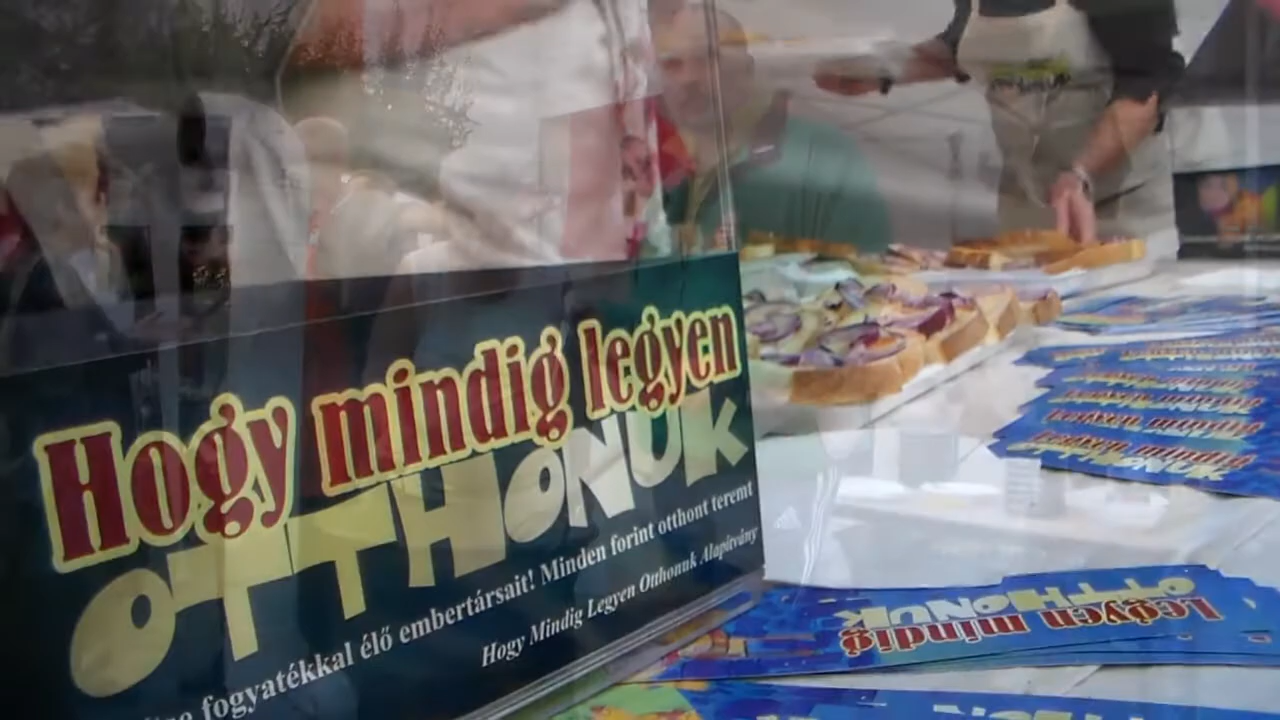 Hogy mindig legyen
OTTHONUK
fogyatékkal élő embertársait! Minden forint otthont teremt
Hogy Mindig Legyen Otthonuk Alapítvány
Legyen mindig
OTTHONUK